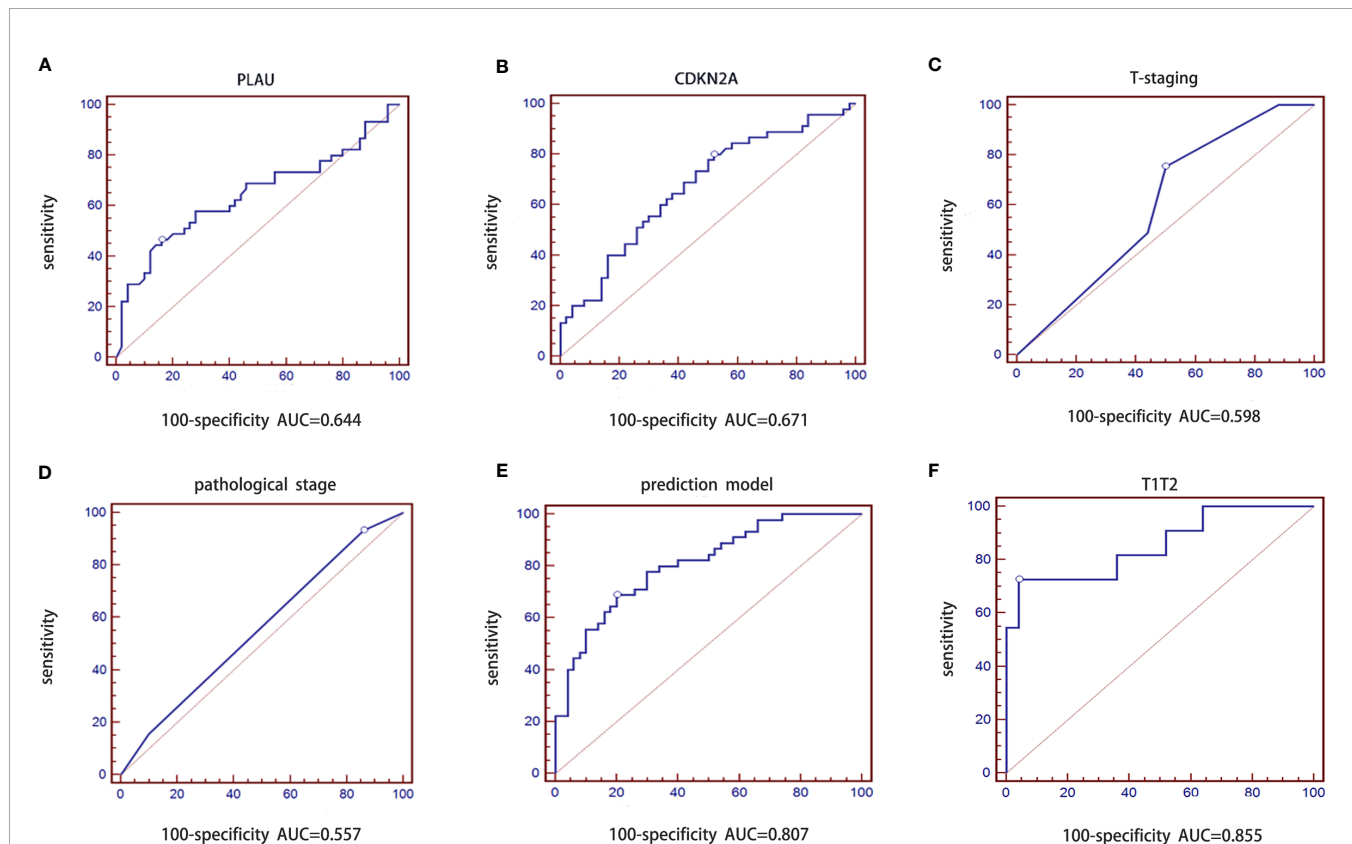 A
PLAU
100
80
60
40
20
0
sensitivity
0 20 40 60 80 100
100-specificity AUC=0.644
B
CDKN2A
100
80
60
40
20
0
sensitivity
0 20 40 60 80 100
100-specificity AUC=0.671
C
T-staging
100
80
60
40
20
0
sensitivity
0 20 40 60 80 100
100-specificity AUC=0.598
D
pathological stage
100
80
60
40
20
0
sensitivity
0 20 40 60 80 100
100-specificity AUC=0.557
E
prediction model
100
80
60
40
20
0
sensitivity
0 20 40 60 80 100
100-specificity AUC=0.807
F
T1T2
100
80
60
40
20
0
sensitivity
0 20 40 60 80 100
100-specificity AUC=0.855